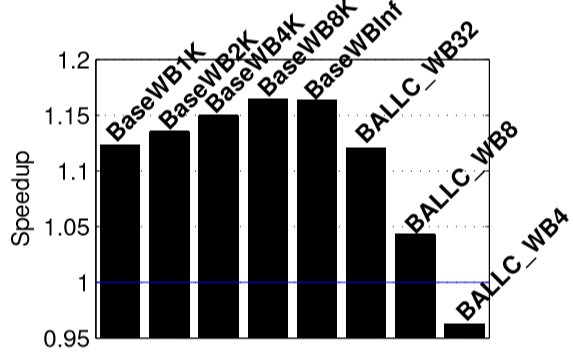 Speedup
1.2
1.15
1.1
1.05
1
0.95
BaseWB1K
BaseWB2K
BaseWB4K
BaseWB8K
BaseWBInf
BALLC_WB32
BALLC_WB8
BALLC_WB4